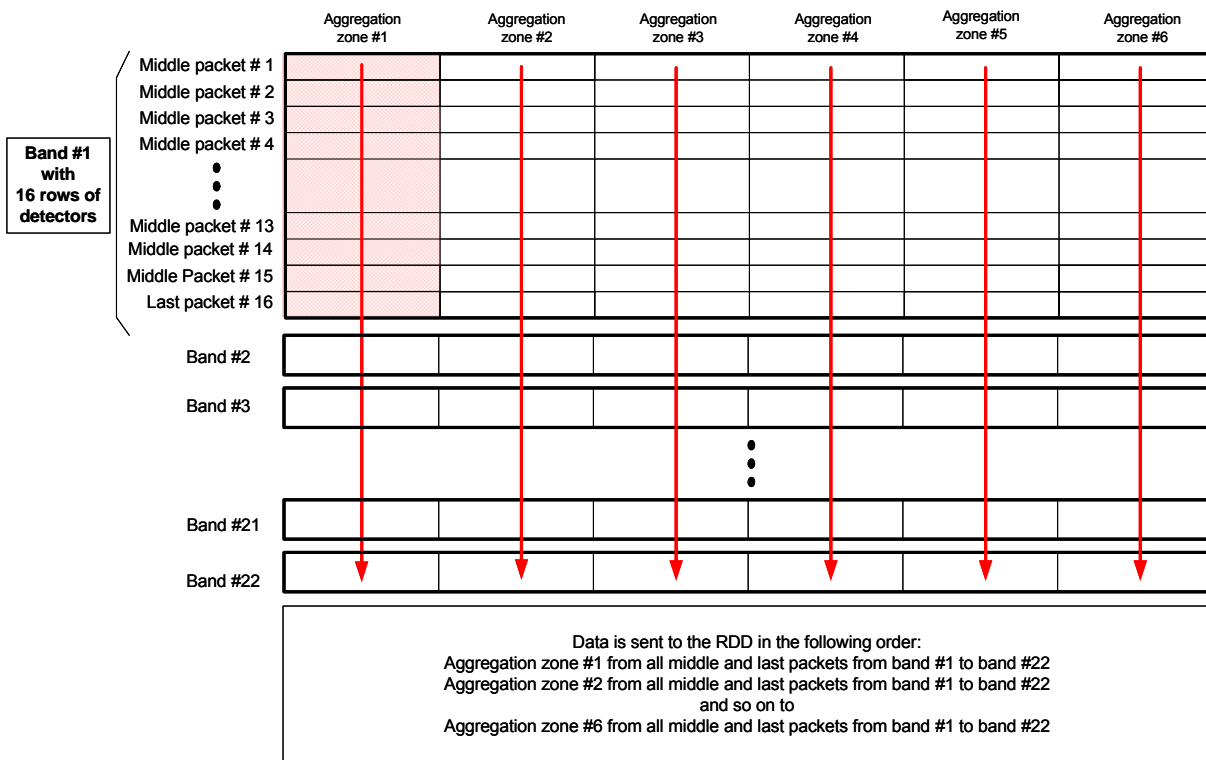 Aggregation zone #1
Aggregation zone #2
Aggregation zone #3
Aggregation zone #4
Aggregation zone #5
Aggregation zone #6
Band #1
with
16 rows of
detectors
Middle packet # 1
Middle packet # 2
Middle packet # 3
Middle packet # 4
Middle packet # 13
Middle packet # 14
Middle Packet # 15
Last packet # 16
Band #2
Band #3
Band #21
Band #22
Data is sent to the RDD in the following order:
Aggregation zone #1 from all middle and last packets from band #1 to band #22
Aggregation zone #2 from all middle and last packets from band #1 to band #22
and so on to
Aggregation zone #6 from all middle and last packets from band #1 to band #22